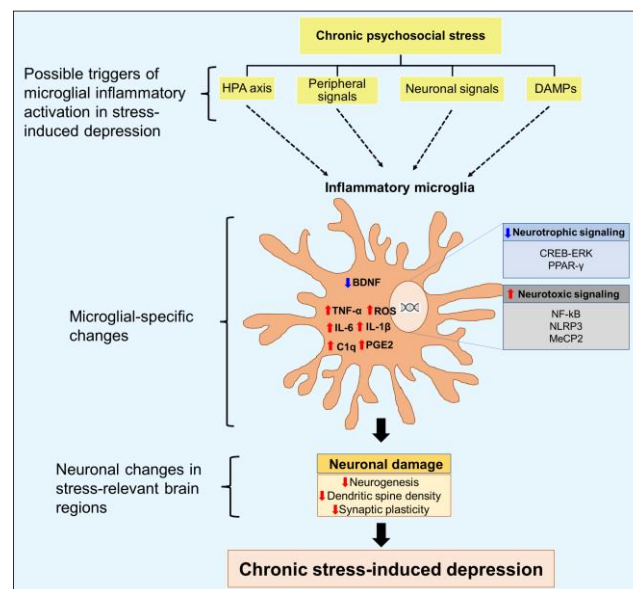 Chronic psychosocial stress
Possible triggers of
microglial inflammatory
activation in stress-
induced depression
HPA axis
Peripheral
signals
Neuronal signals
DAMPs
Inflammatory microglia
Microglial-specific
changes
BDNF
TNF-α ROS
IL-6 IL-1β
C1q PGE2
Neurotrophic signaling
CREB-ERK
PPAR-γ
Neurotoxic signaling
NF-kB
NLRP3
MeCP2
Neuronal changes in
stress-relevant brain
regions
Neuronal damage
Neurogenesis
Dendritic spine density
Synaptic plasticity
Chronic stress-induced depression